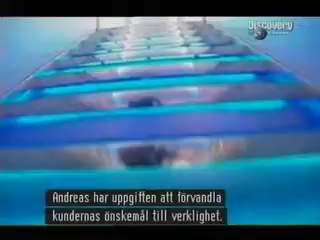 Discovery
Andreas har uppgiften att förvandla
kundernas önskemål till verklighet.